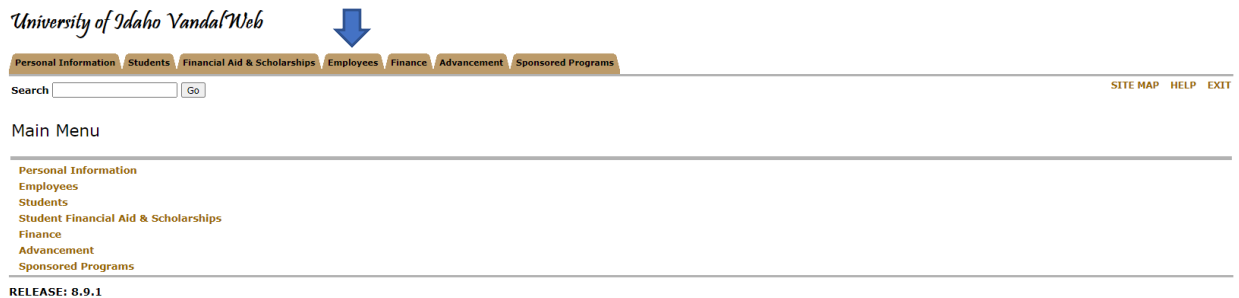 University of Idaho VandalWeb
Personal Information Students Financial Aid & Scholarships Employees Finance Advancement Sponsored Programs
Search Go SITE MAP HELP EXIT
Main Menu
Personal Information
Employees
Students
Student Financial Aid & Scholarships
Finance
Advancement
Sponsored Programs
RELEASE: 8.9.1